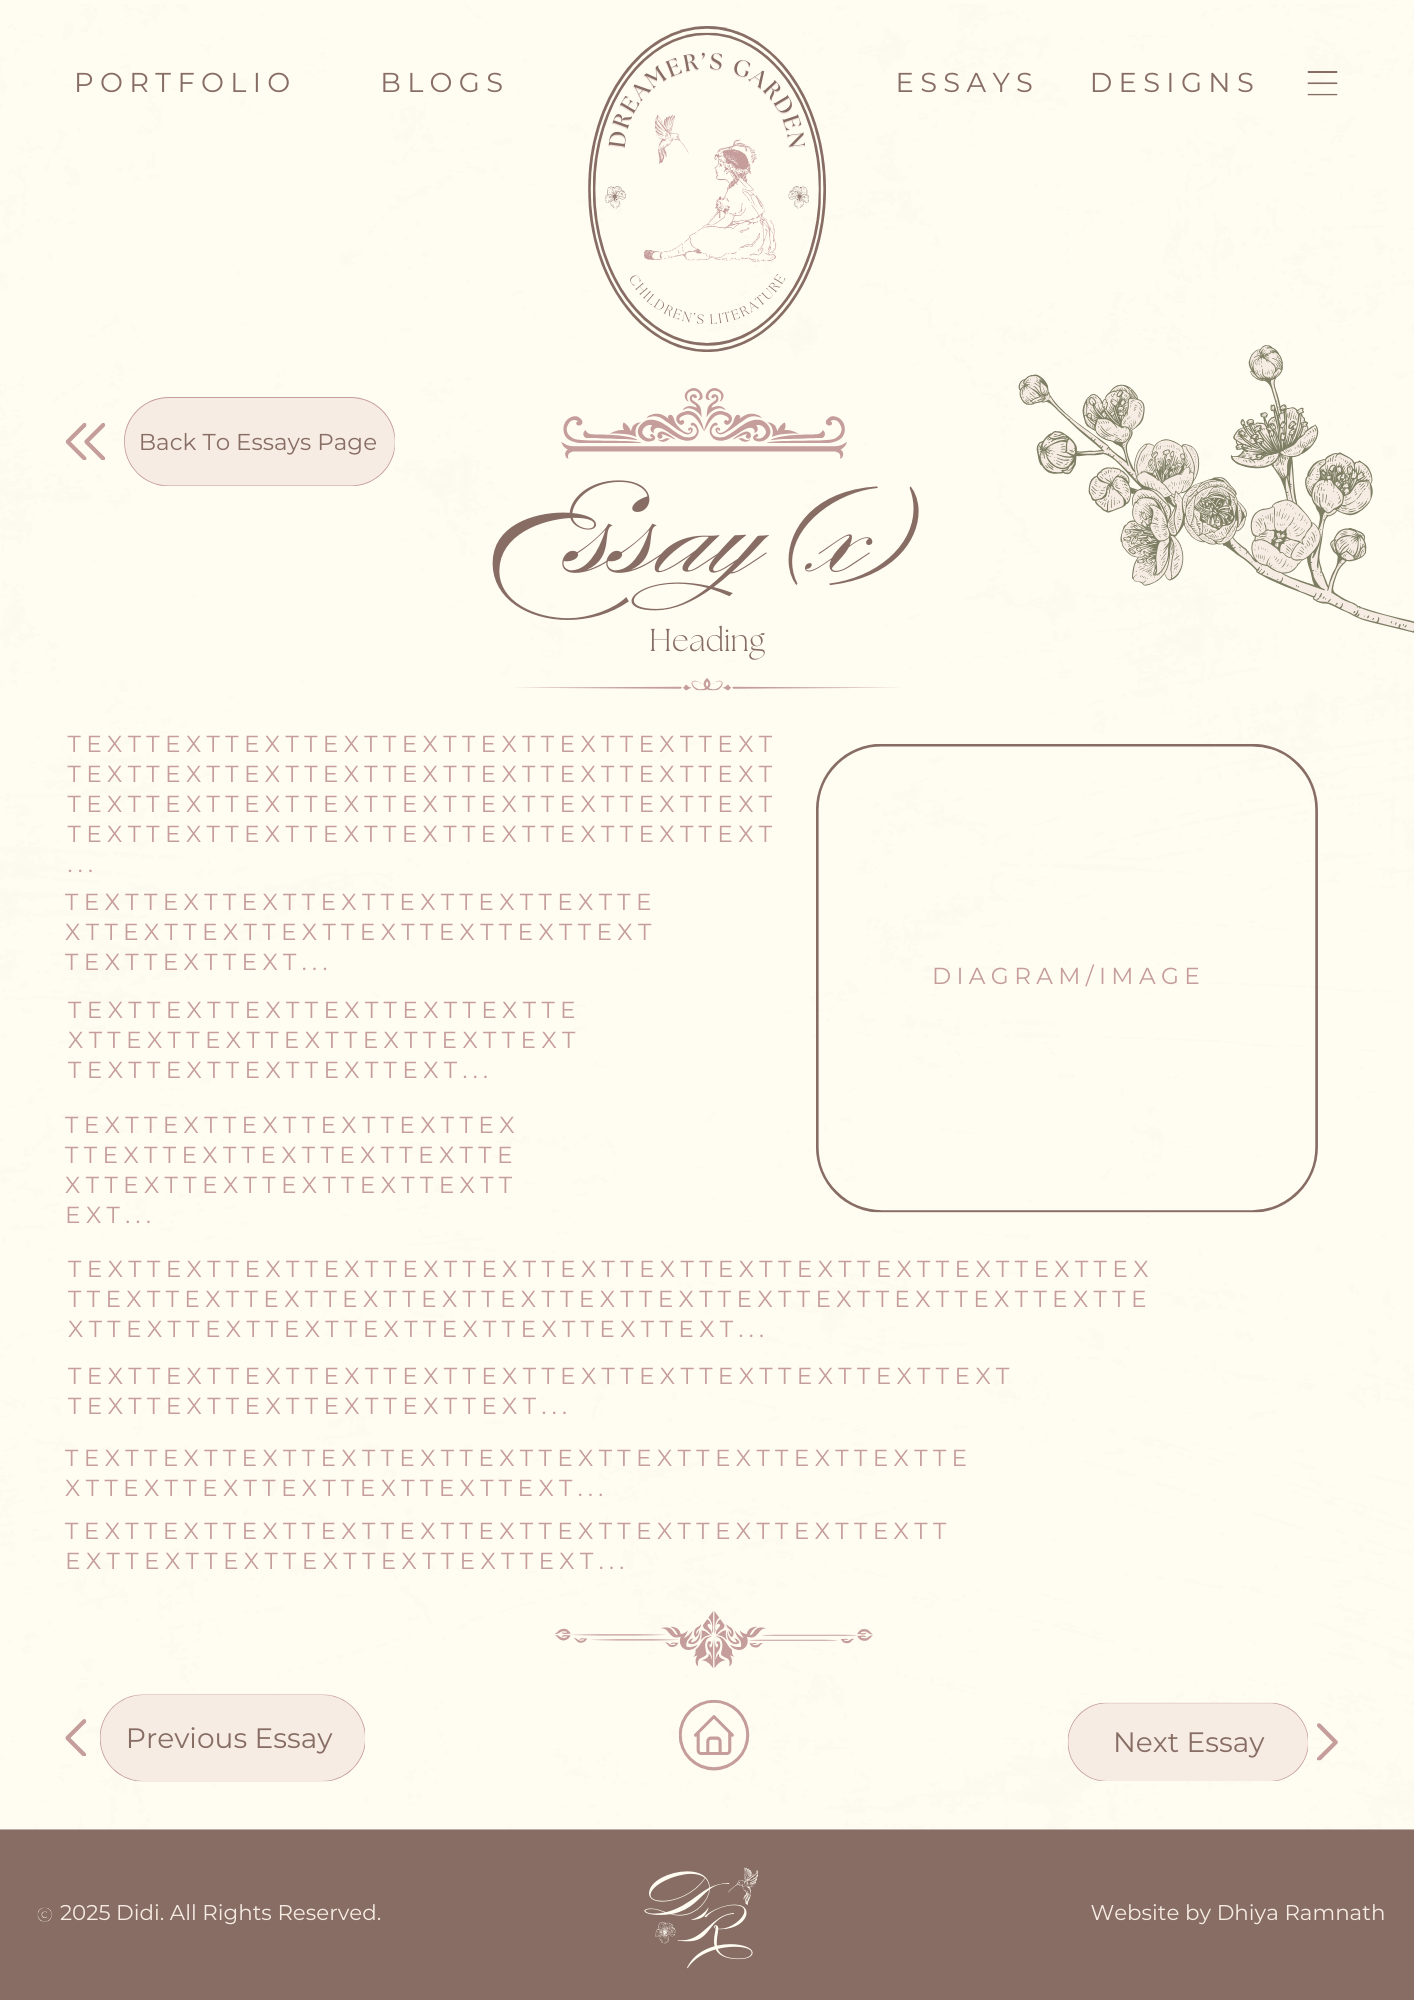 PORTFOLIO BLOGS ESSAYS DESIGNS
DREAMER'S GARDEN
CHILDREN'S LITERATURE
Back To Essays Page
Essay (x)
Heading
TEXTTEXTTEXTTEXTTEXTTEXTTEXTTEXTTEXT
TEXTTEXTTEXTTEXTTEXTTEXTTEXTTEXTTEXT
TEXTTEXTTEXTTEXTTEXTTEXTTEXTTEXTTEXT
TEXTTEXTTEXTTEXTTEXTTEXTTEXTTEXTTEXT
...
TEXTTEXTTEXTTEXTTEXTTEXTTEXTTE
XTTEXTTEXTTEXTTEXTTEXTTEXTTEXT
TEXTTEXTTEXT...
TEXTTEXTTEXTTEXTTEXTTEXTTE
XTTEXTTEXTTEXTTEXTTEXTTEXT
TEXTTEXTTEXTTEXTTEXT...
TEXTTEXTTEXTTEXTTEXTTEX
TTEXTTEXTTEXTTEXTTEXTTE
XTTEXTTEXTTEXTTEXTTEXTT
EXT...
DIAGRAM/IMAGE
TEXTTEXTTEXTTEXTTEXTTEXTTEXTTEXTTEXTTEXTTEXTTEXTTEXTTEX
TTEXTTEXTTEXTTEXTTEXTTEXTTEXTTEXTTEXTTEXTTEXTTEXTTEXTTE
XTTEXTTEXTTEXTTEXTTEXTTEXTTEXTTEXT...
TEXTTEXTTEXTTEXTTEXTTEXTTEXTTEXTTEXTTEXTTEXTTEXT
TEXTTEXTTEXTTEXTTEXTTEXT...
TEXTTEXTTEXTTEXTTEXTTEXTTEXTTEXTTEXTTEXTTEXTTE
XTTEXTTEXTTEXTTEXTTEXTTEXT...
TEXTTEXTTEXTTEXTTEXTTEXTTEXTTEXTTEXTTEXTTEXTT
EXTTEXTTEXTTEXTTEXTTEXTTEXT...
Previous Essay
Next Essay
© 2025 Didi. All Rights Reserved.
DR
Website by Dhiya Ramnath